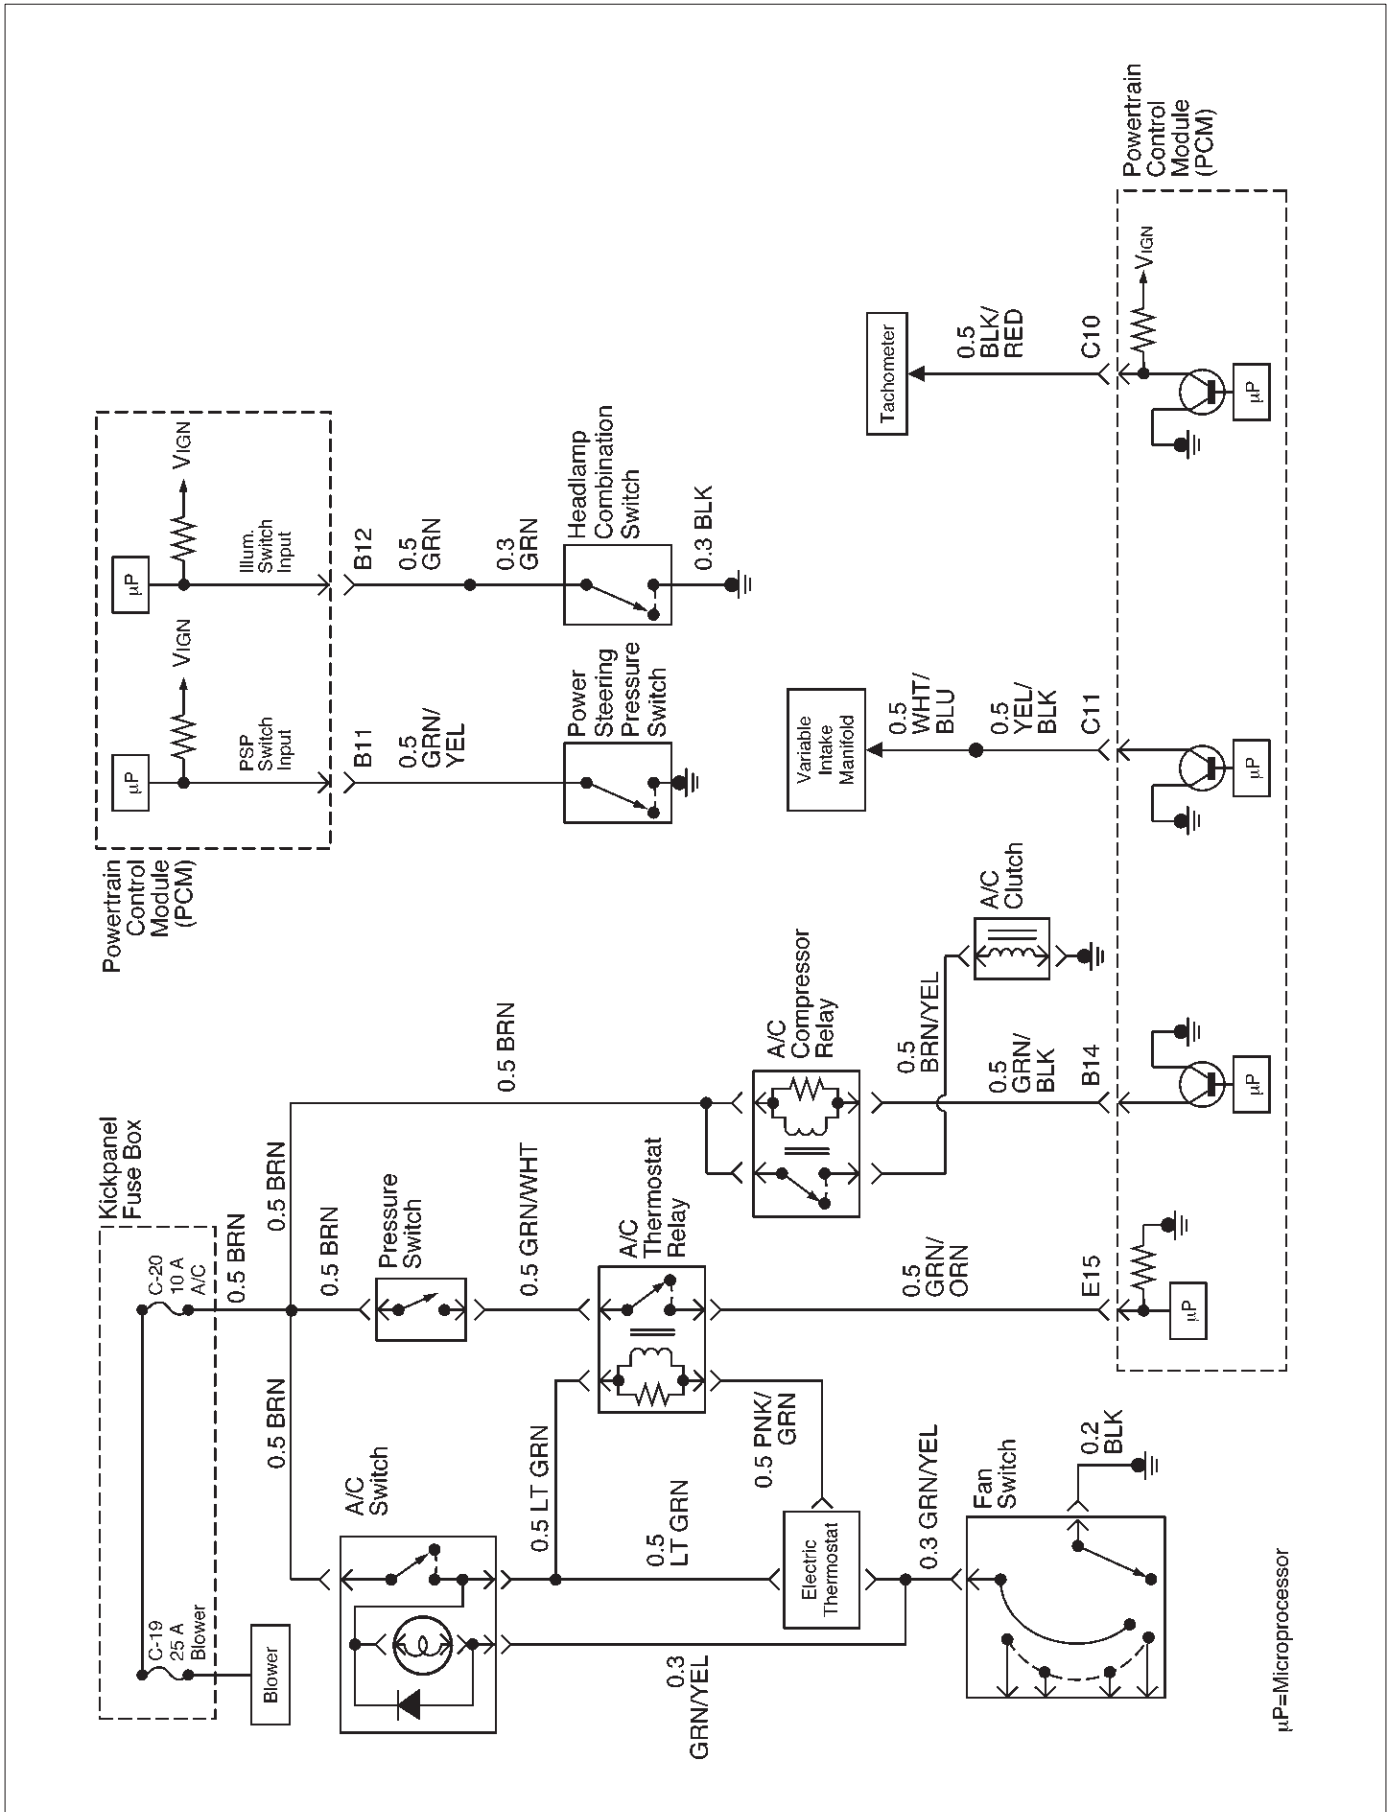 Kickpanel
Fuse Box
C-19
25 A
Blower
C-20
10 A
A/C
0.5 BRN
Blower
0.5 BRN
0.5 BRN
0.5 BRN
0.5 BRN
A/C
Switch
Pressure
Switch
0.5 GRN/WHT
0.3
GRN/YEL
0.5 LT GRN
0.5
LT GRN
A/C
Thermostat
Relay
0.5 PNK/
GRN
Electric
Thermostat
0.3 GRN/YEL
Fan
Switch
0.2
BLK
A/C
Compressor
Relay
0.5
GRN/
ORN
E15
0.5
BRN/YEL
0.5
GRN/
BLK
B14
A/C
Clutch
Powertrain
Control
Module
(PCM)
µP
VIGN
PSP
Switch
Input
B11
0.5
GRN/
YEL
Power
Steering
Pressure
Switch
µP
VIGN
Illum.
Switch
Input
B12
0.5
GRN
0.3
GRN
Headlamp
Combination
Switch
0.3 BLK
Variable
Intake
Manifold
0.5
WHT/
BLU
0.5
YEL/
BLK
C11
Tachometer
0.5
BLK/
RED
C10
Powertrain
Control
Module
(PCM)
VIGN
µP
µP
µP
µP
µP=Microprocessor